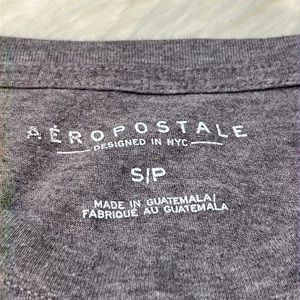 AÉROPOSTALE
DESIGNED IN NYC
S/P
MADE IN GUATEMALA/
FABRIQUÉ AU GUATEMALA